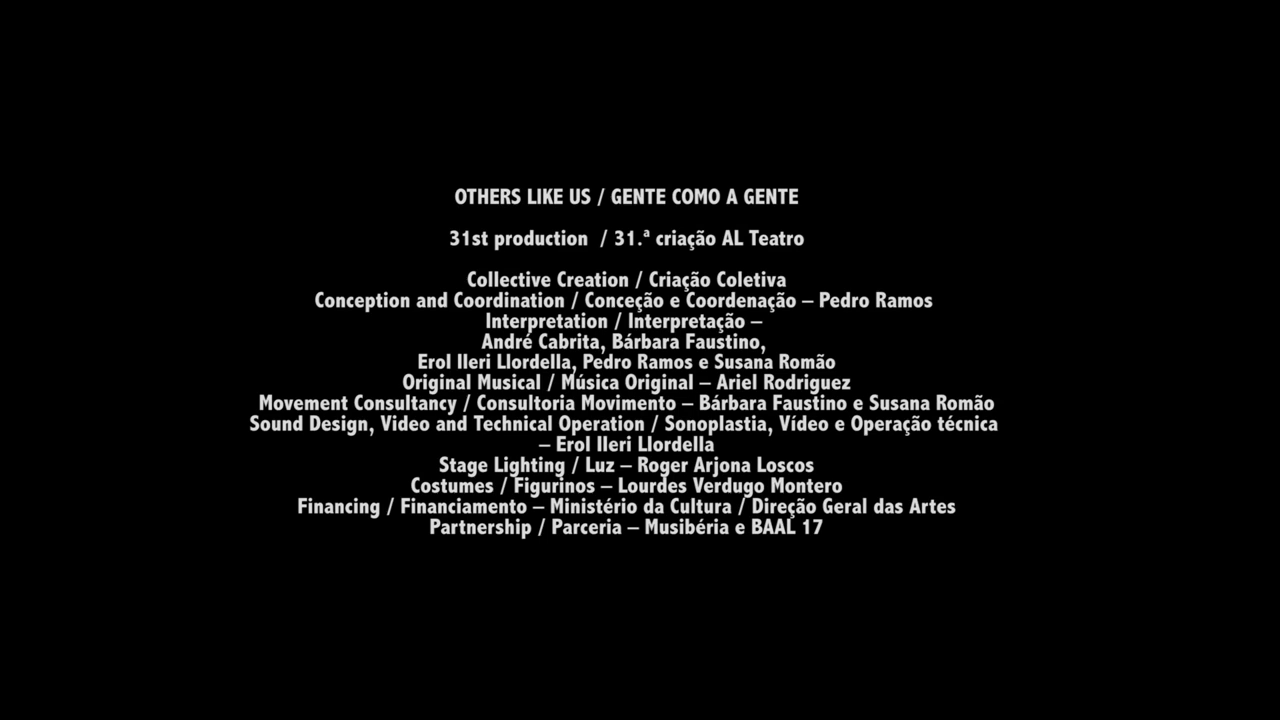 OTHERS LIKE US / GENTE COMO A GENTE
31st production / 31.ª criação AL Teatro
Collective Creation / Criação Coletiva
Conception and Coordination / Conceção e Coordenação – Pedro Ramos
Interpretation / Interpretação –
André Cabrita, Bárbara Faustino,
Erol Ileri Llordella, Pedro Ramos e Susana Romão
Original Musical / Música Original – Ariel Rodriguez
Movement Consultancy / Consultoria Movimento – Bárbara Faustino e Susana Romão
Sound Design, Video and Technical Operation / Sonoplastia, Vídeo e Operação técnica
– Erol Ileri Llordella
Stage Lighting / Luz – Roger Arjona Loscos
Costumes / Figurinos – Lourdes Verdugo Montero
Financing / Financiamento – Ministério da Cultura / Direção Geral das Artes
Partnership / Parceria – Musibéria e BAAL 17